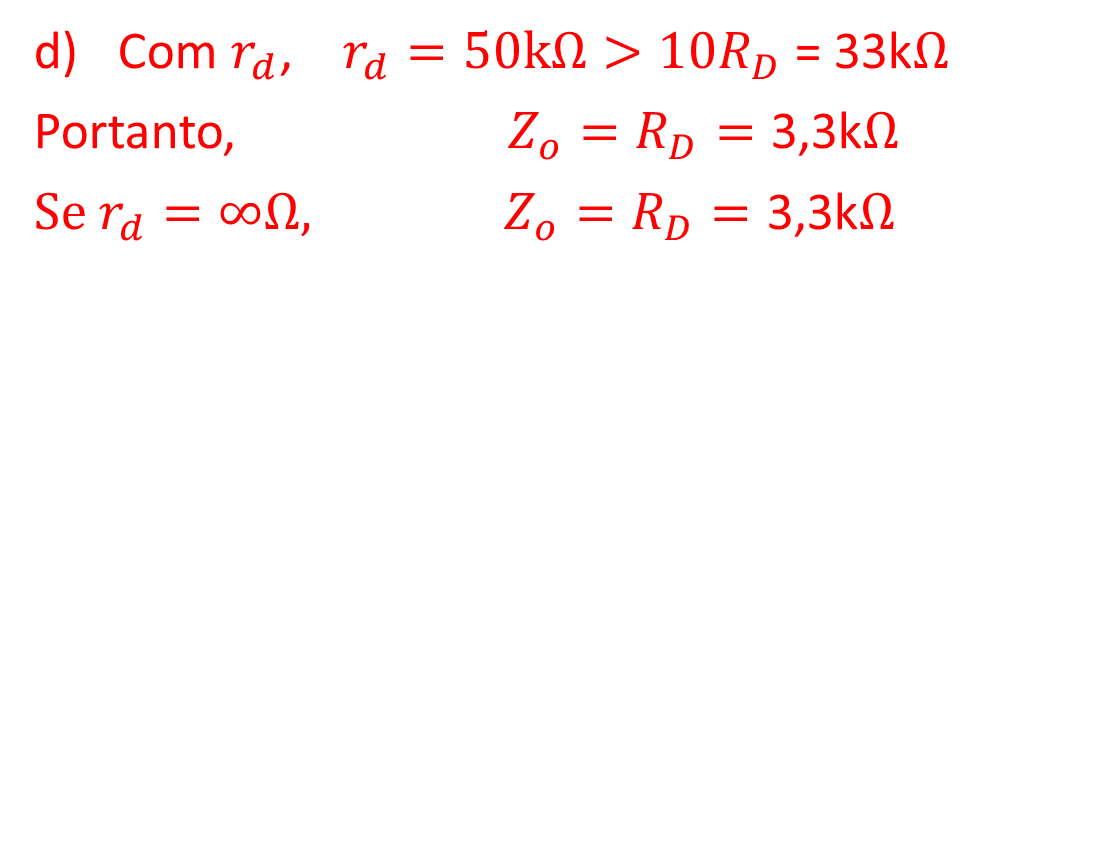 d) Com r_d, r_d = 50kΩ > 10R_D = 33kΩ
Portanto, Z_o = R_D = 3,3kΩ
Se r_d = ∞Ω, Z_o = R_D = 3,3kΩ